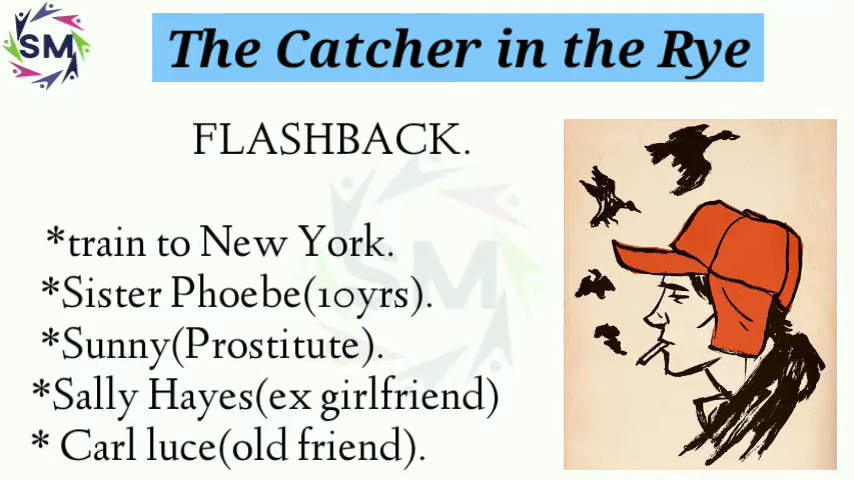 SM
The Catcher in the Rye
FLASHBACK.
*train to New York.
*Sister Phoebe(10yrs).
*Sunny(Prostitute).
*Sally Hayes(ex girlfriend)
* Carl luce(old friend).
SM